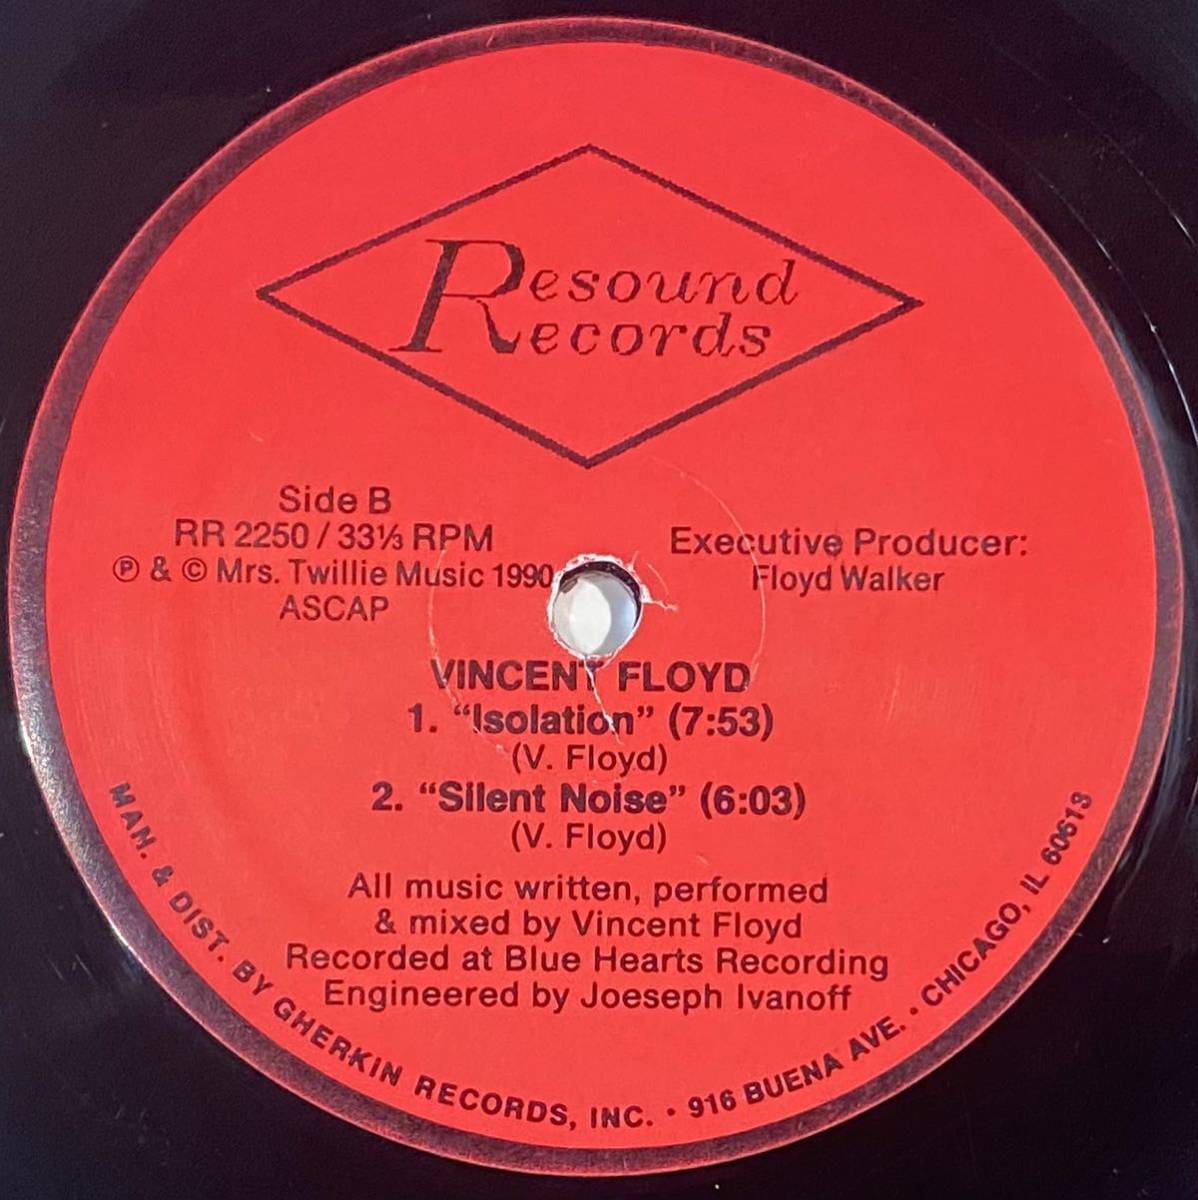 Resound
Records
Side B
RR 2250 / 33⅓ RPM
℗ & © Mrs. Twillie Music 1990
ASCAP
Executive Producer:
Floyd Walker
VINCENT FLOYD
1. “Isolation” (7:53)
(V. Floyd)
2. “Silent Noise” (6:03)
(V. Floyd)
All music written, performed
& mixed by Vincent Floyd
Recorded at Blue Hearts Recording
Engineered by Joeseph Ivanoff
MAN. & DIST. BY GHERKIN RECORDS, INC. • 916 BUENA AVE. • CHICAGO, IL 60613